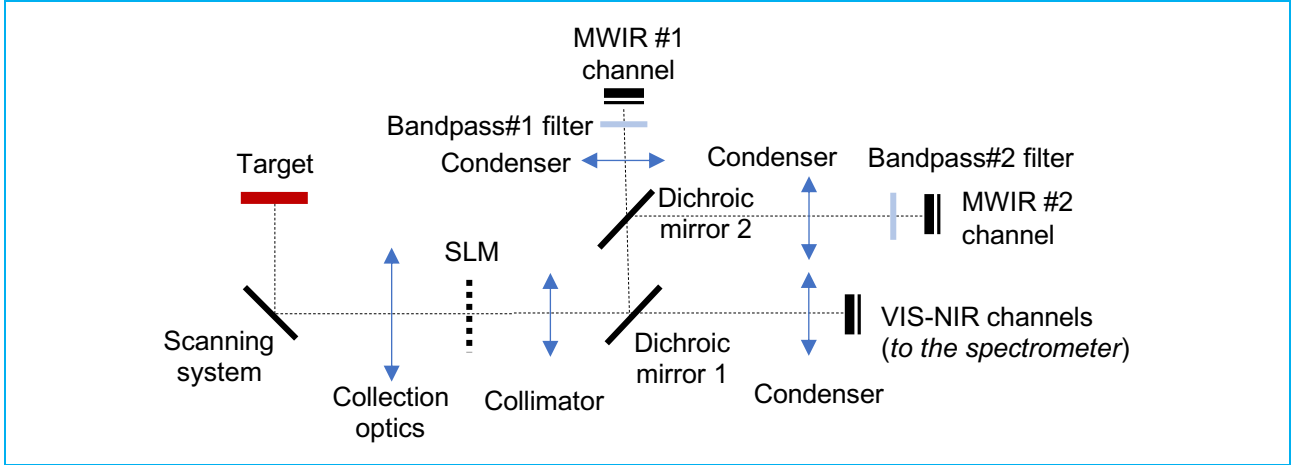 MWIR #1
channel
Bandpass#1 filter
Condenser
Condenser
Bandpass#2 filter
Target
Dichroic
mirror 2
MWIR #2
channel
SLM
Scanning
system
Dichroic
mirror 1
VIS-NIR channels
(to the spectrometer)
Collection
optics
Collimator
Condenser